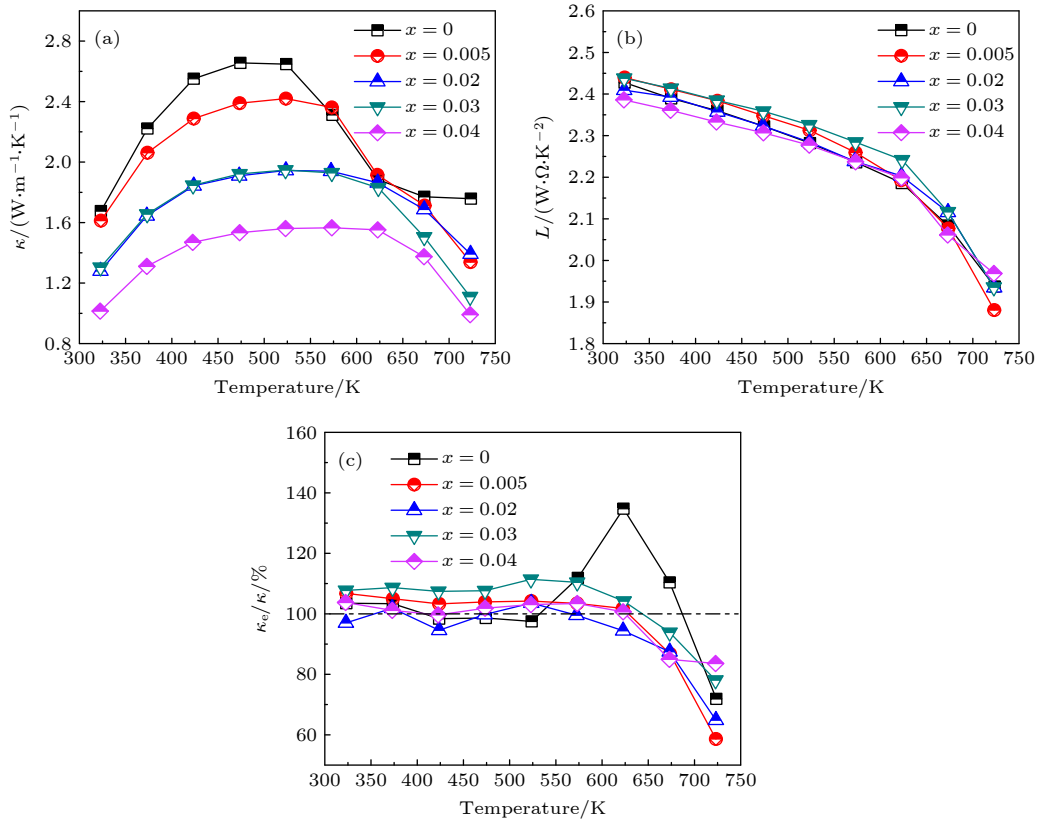 (a)
x = 0
x = 0.005
x = 0.02
x = 0.03
x = 0.04
κ/(W·m⁻¹·K⁻¹)
2.8
2.4
2.0
1.6
1.2
0.8
300 350 400 450 500 550 600 650 700 750
Temperature/K
(b)
x = 0
x = 0.005
x = 0.02
x = 0.03
x = 0.04
L/(W·Ω·K⁻²)
2.6
2.5
2.4
2.3
2.2
2.1
2.0
1.9
1.8
300 350 400 450 500 550 600 650 700 750
Temperature/K
(c)
x = 0
x = 0.005
x = 0.02
x = 0.03
x = 0.04
κₑ/κ/%
160
140
120
100
80
60
300 350 400 450 500 550 600 650 700 750
Temperature/K